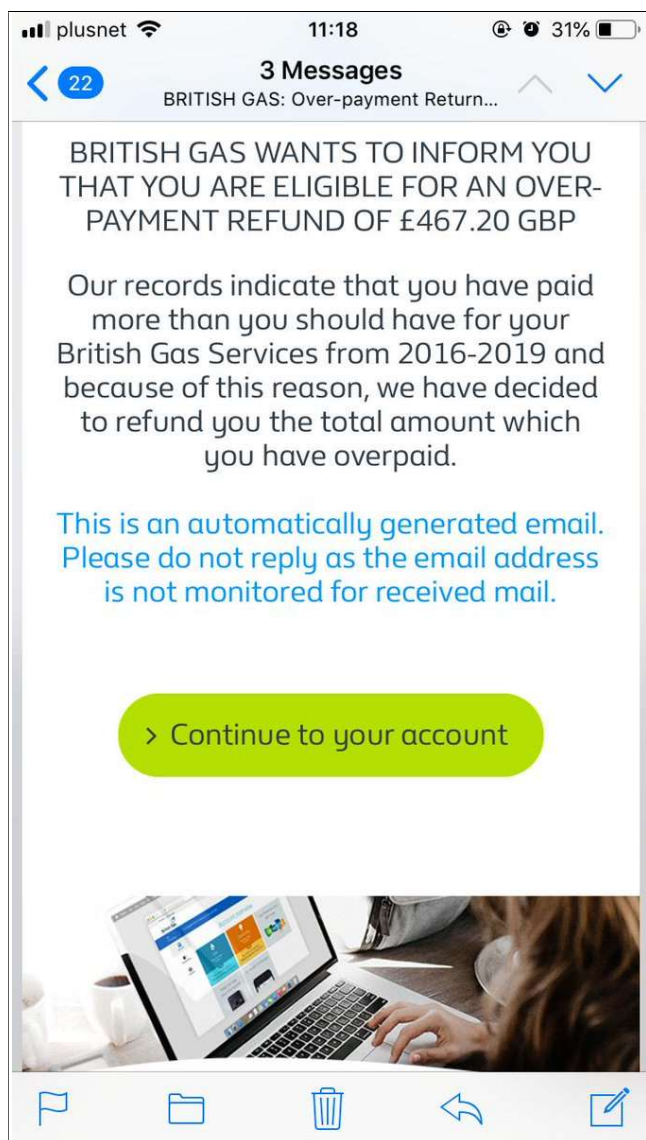 plusnet 11:18 31%
22 3 Messages
BRITISH GAS: Over-payment Return...
BRITISH GAS WANTS TO INFORM YOU
THAT YOU ARE ELIGIBLE FOR AN OVER-
PAYMENT REFUND OF £467.20 GBP
Our records indicate that you have paid
more than you should have for your
British Gas Services from 2016-2019 and
because of this reason, we have decided
to refund you the total amount which
you have overpaid.
This is an automatically generated email.
Please do not reply as the email address
is not monitored for received mail.
> Continue to your account